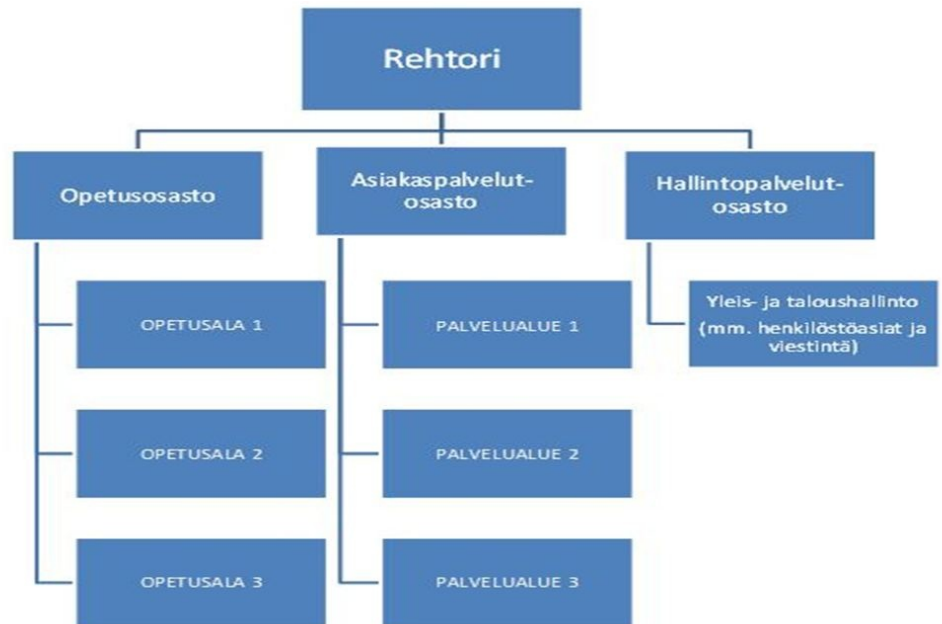 Rehtori
Opetusosasto
Asiakaspalvelut-
osasto
Hallintopalvelut-
osasto
OPETUSALA 1
PALVELUALUE 1
Yleis- ja taloushallinto
(mm. henkilöstöasiat ja
viestintä)
OPETUSALA 2
PALVELUALUE 2
OPETUSALA 3
PALVELUALUE 3